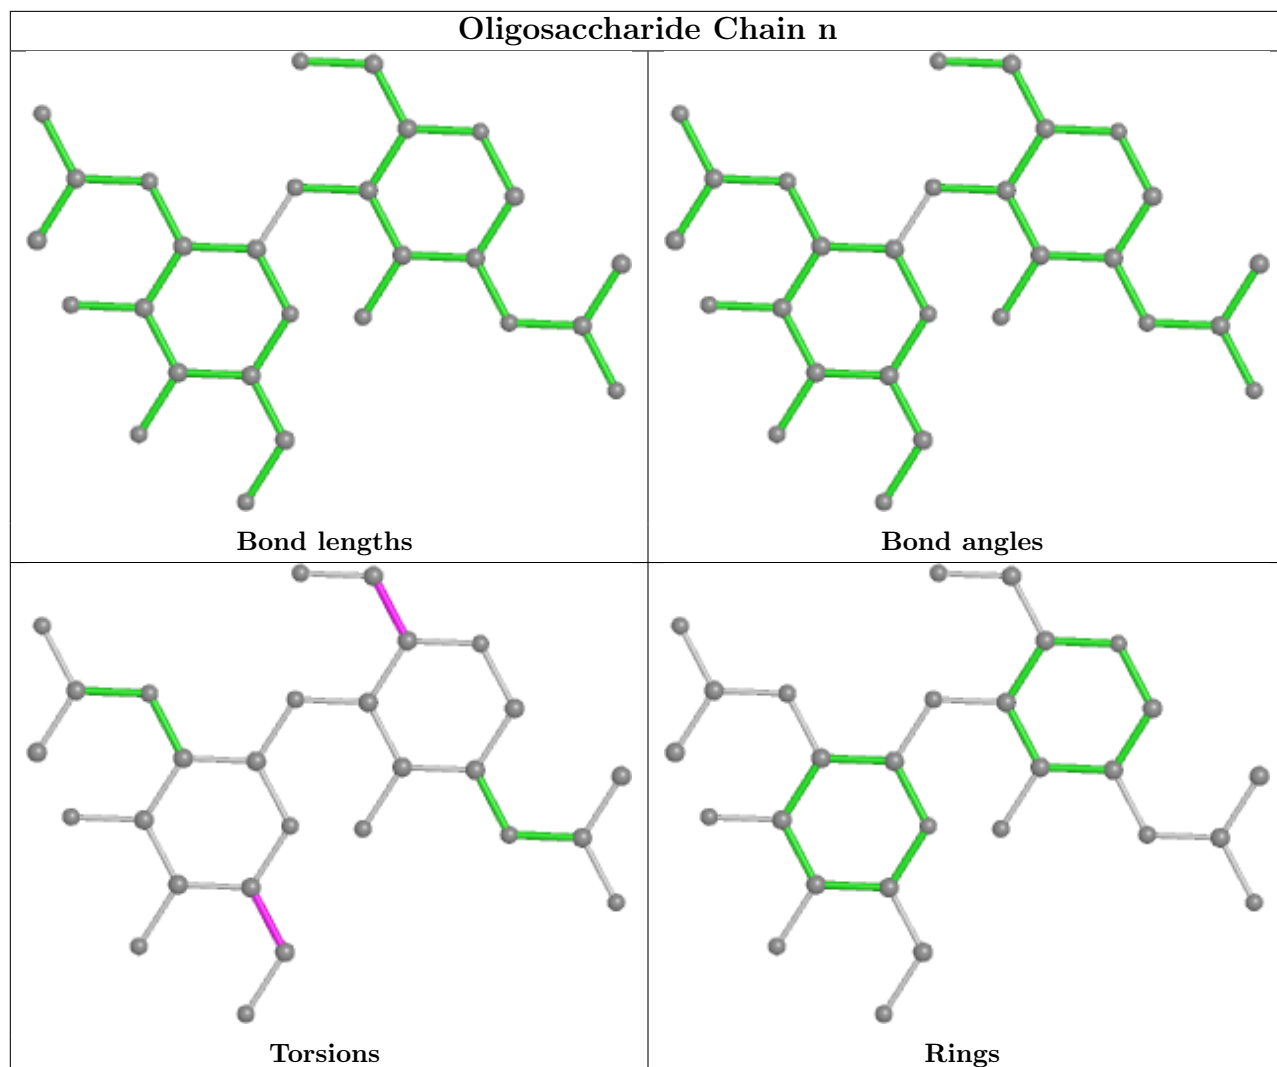 Oligosaccharide Chain n
Bond lengths
Bond angles
Torsions
Rings